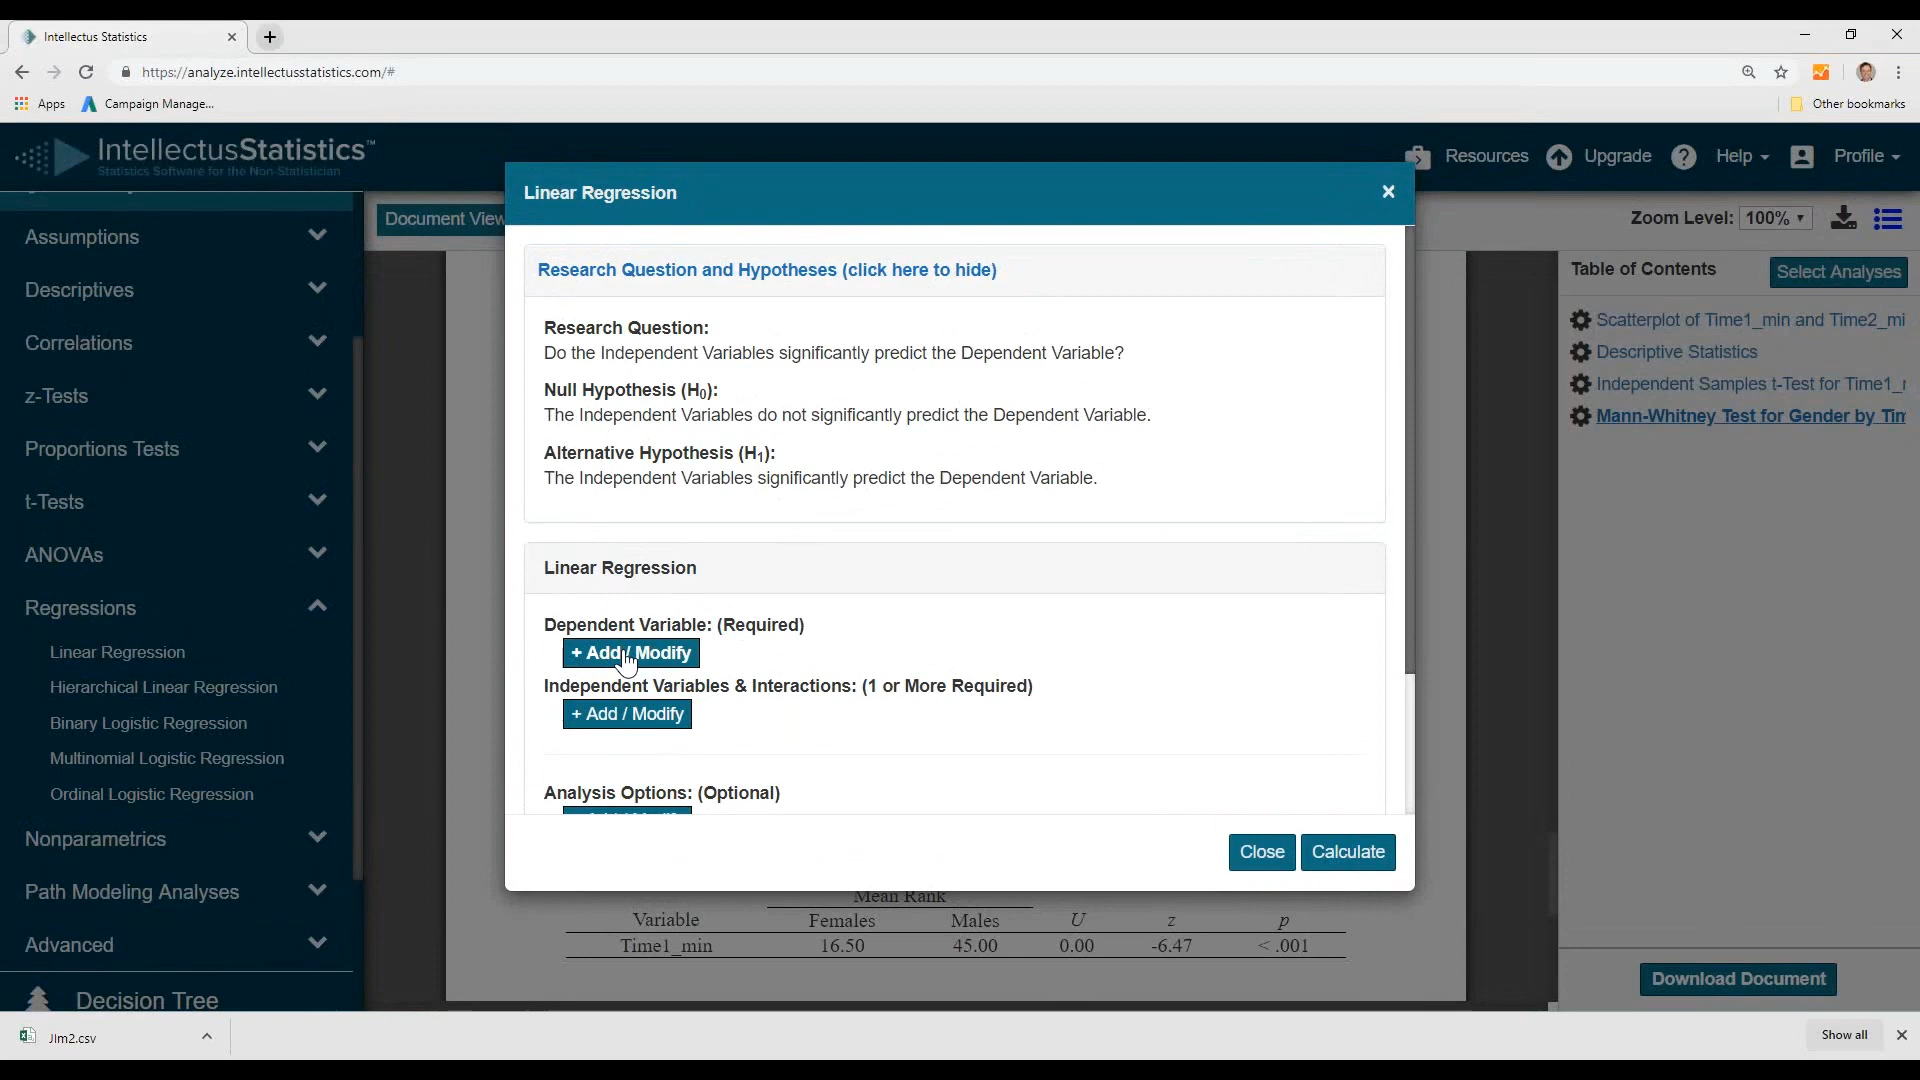 Intellectus Statistics
https://analyze.intellectusstatistics.com/#
Apps
Campaign Manage...
Other bookmarks
IntellectusStatistics™
Statistics Software for the Non-Statistician
Resources
Upgrade
Help
Profile
Assumptions
Descriptives
Correlations
z-Tests
Proportions Tests
t-Tests
ANOVAs
Regressions
Linear Regression
Hierarchical Linear Regression
Binary Logistic Regression
Multinomial Logistic Regression
Ordinal Logistic Regression
Nonparametrics
Path Modeling Analyses
Advanced
Decision Tree
Document View
Zoom Level: 100%
Linear Regression
Research Question and Hypotheses (click here to hide)
Research Question:
Do the Independent Variables significantly predict the Dependent Variable?
Null Hypothesis (H0):
The Independent Variables do not significantly predict the Dependent Variable.
Alternative Hypothesis (H1):
The Independent Variables significantly predict the Dependent Variable.
Linear Regression
Dependent Variable: (Required)
+ Add / Modify
Independent Variables & Interactions: (1 or More Required)
+ Add / Modify
Analysis Options: (Optional)
Close
Calculate
Mean Rank
Variable Females Males U z p
Time1_min 16.50 45.00 0.00 -6.47 < .001
Table of Contents
Select Analyses
Scatterplot of Time1_min and Time2_mi
Descriptive Statistics
Independent Samples t-Test for Time1_
Mann-Whitney Test for Gender by Tim
Download Document
Jlm2.csv
Show all